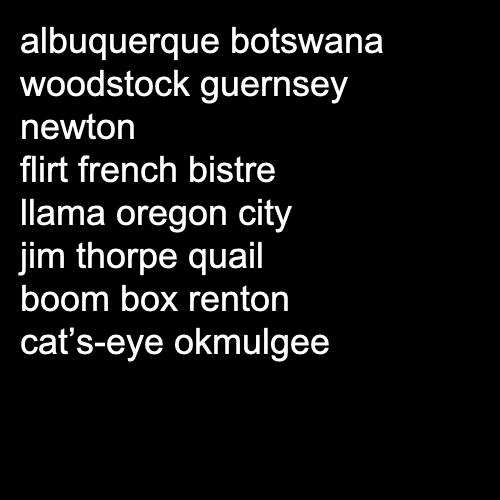 albuquerque botswana
woodstock guernsey
newton
flirt french bistre
llama oregon city
jim thorpe quail
boom box renton
cat’s-eye okmulgee